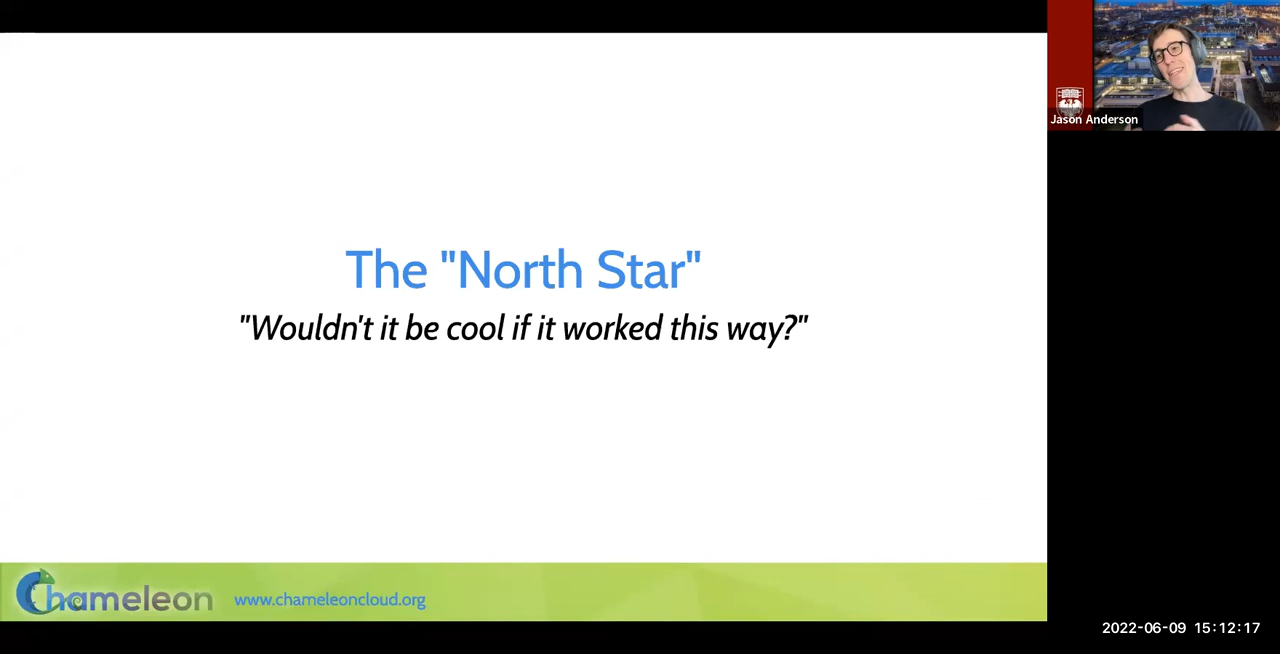 Jason Anderson
The "North Star"
"Wouldn't it be cool if it worked this way?"
Chameleon
www.chameleoncloud.org
2022-06-09 15:12:17